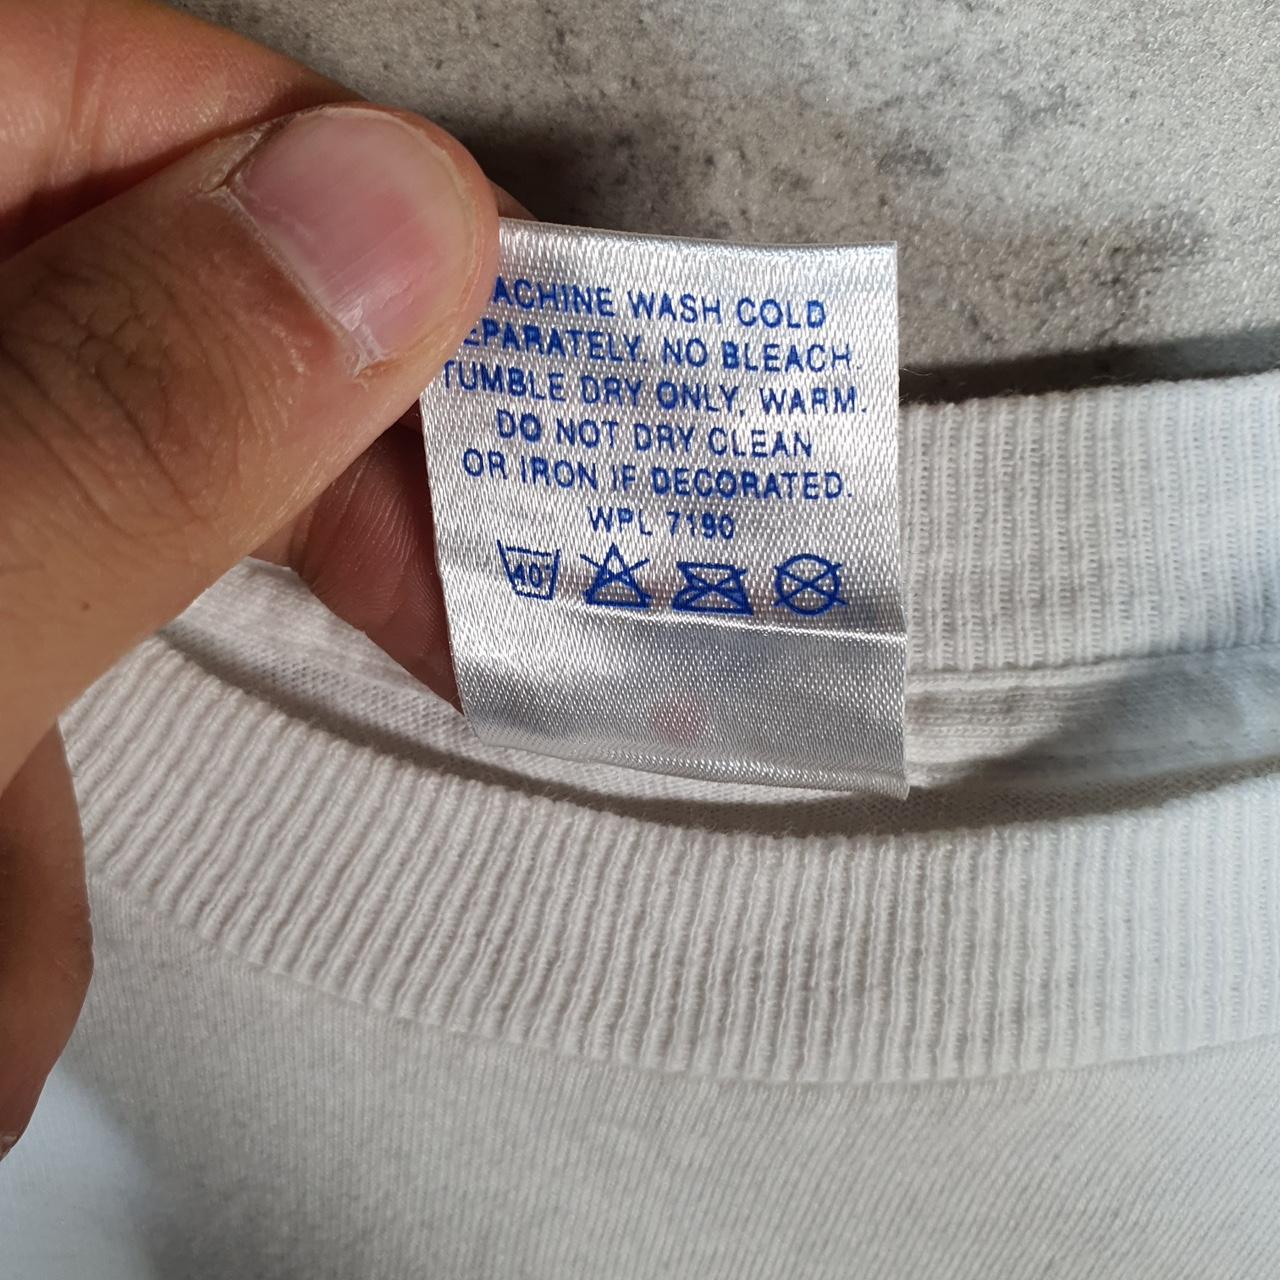 ACHINE WASH COLD
EPARATELY. NO BLEACH.
TUMBLE DRY ONLY, WARM.
DO NOT DRY CLEAN
OR IRON IF DECORATED.
WPL 7190
40